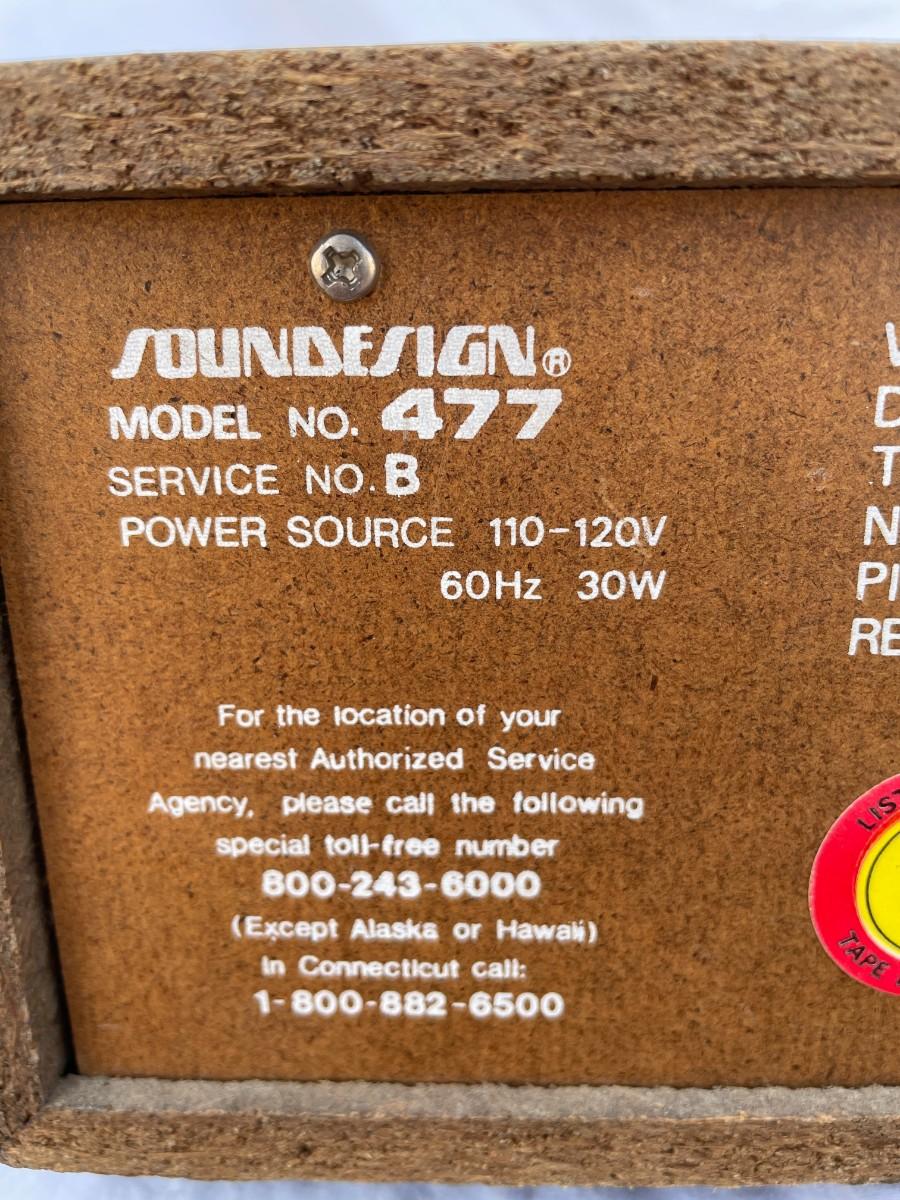 SOUNDESIGN®
MODEL NO. 477
SERVICE NO. B
POWER SOURCE 110-120V
60Hz 30W
For the location of your
nearest Authorized Service
Agency, please call the following
special toll-free number
800-243-6000
(Except Alaska or Hawaii)
In Connecticut call:
1-800-882-6500
TAPE